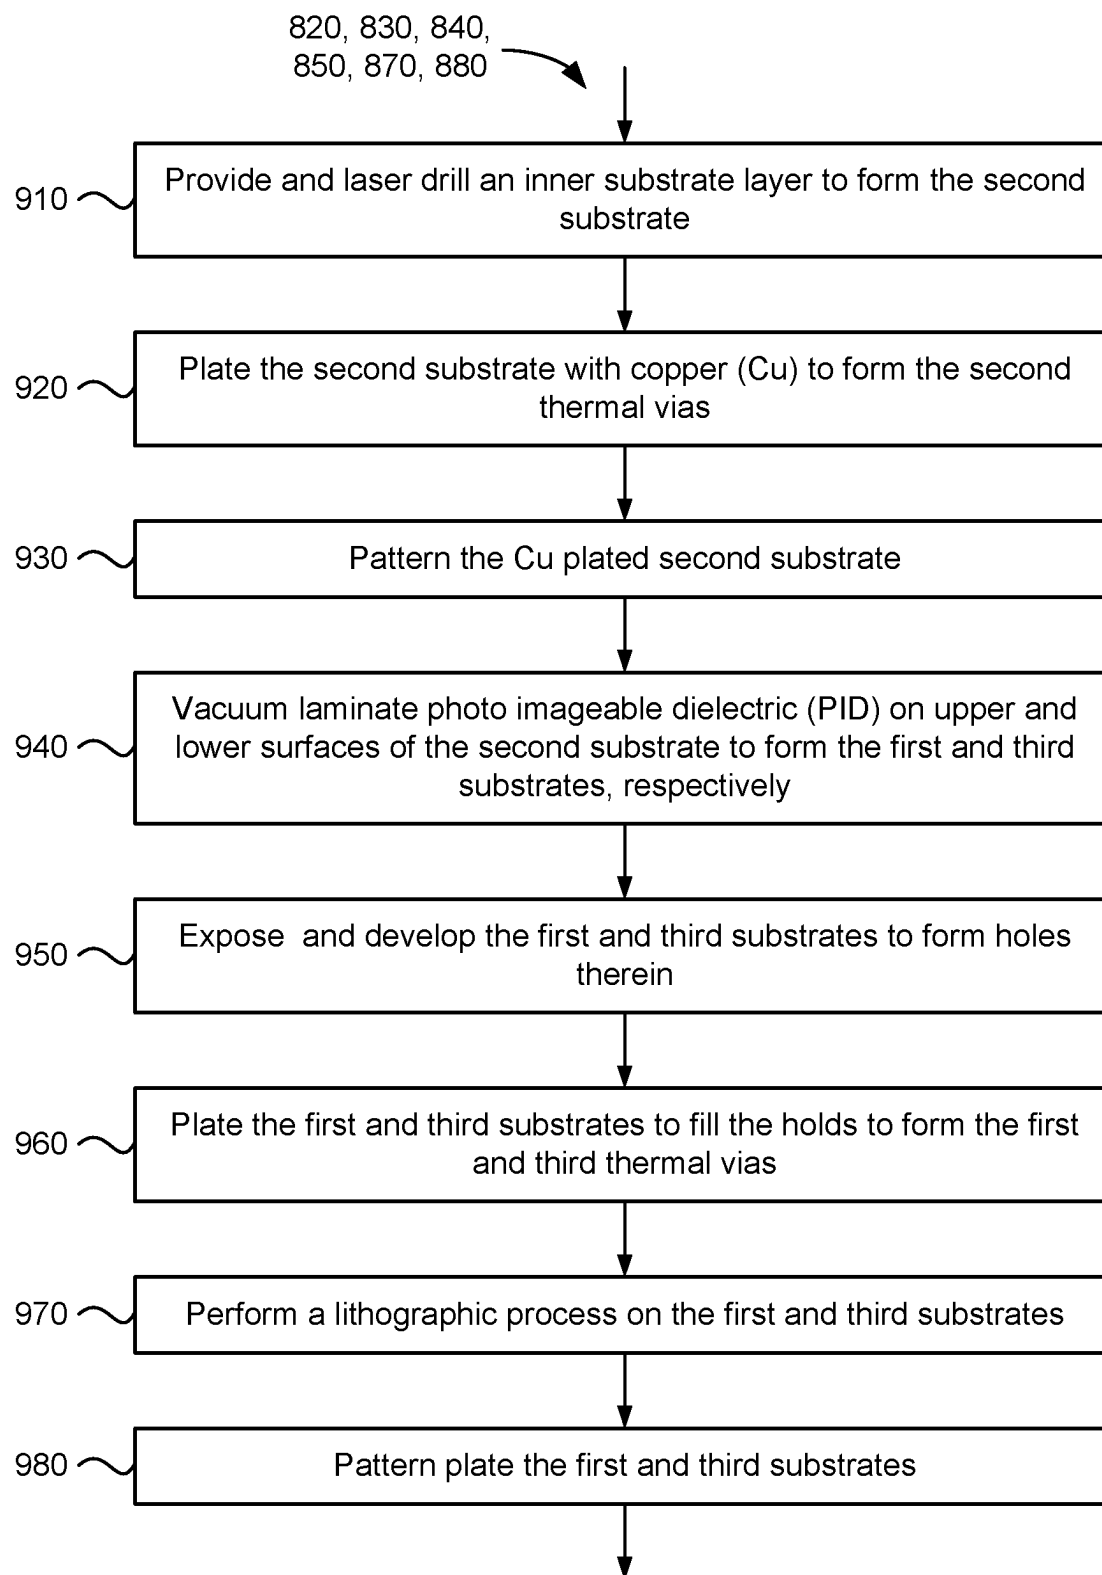 820, 830, 840,
850, 870, 880
910
Provide and laser drill an inner substrate layer to form the second
substrate
920
Plate the second substrate with copper (Cu) to form the second
thermal vias
930
Pattern the Cu plated second substrate
940
Vacuum laminate photo imageable dielectric (PID) on upper and
lower surfaces of the second substrate to form the first and third
substrates, respectively
950
Expose  and develop the first and third substrates to form holes
therein
960
Plate the first and third substrates to fill the holds to form the first
and third thermal vias
970
Perform a lithographic process on the first and third substrates
980
Pattern plate the first and third substrates